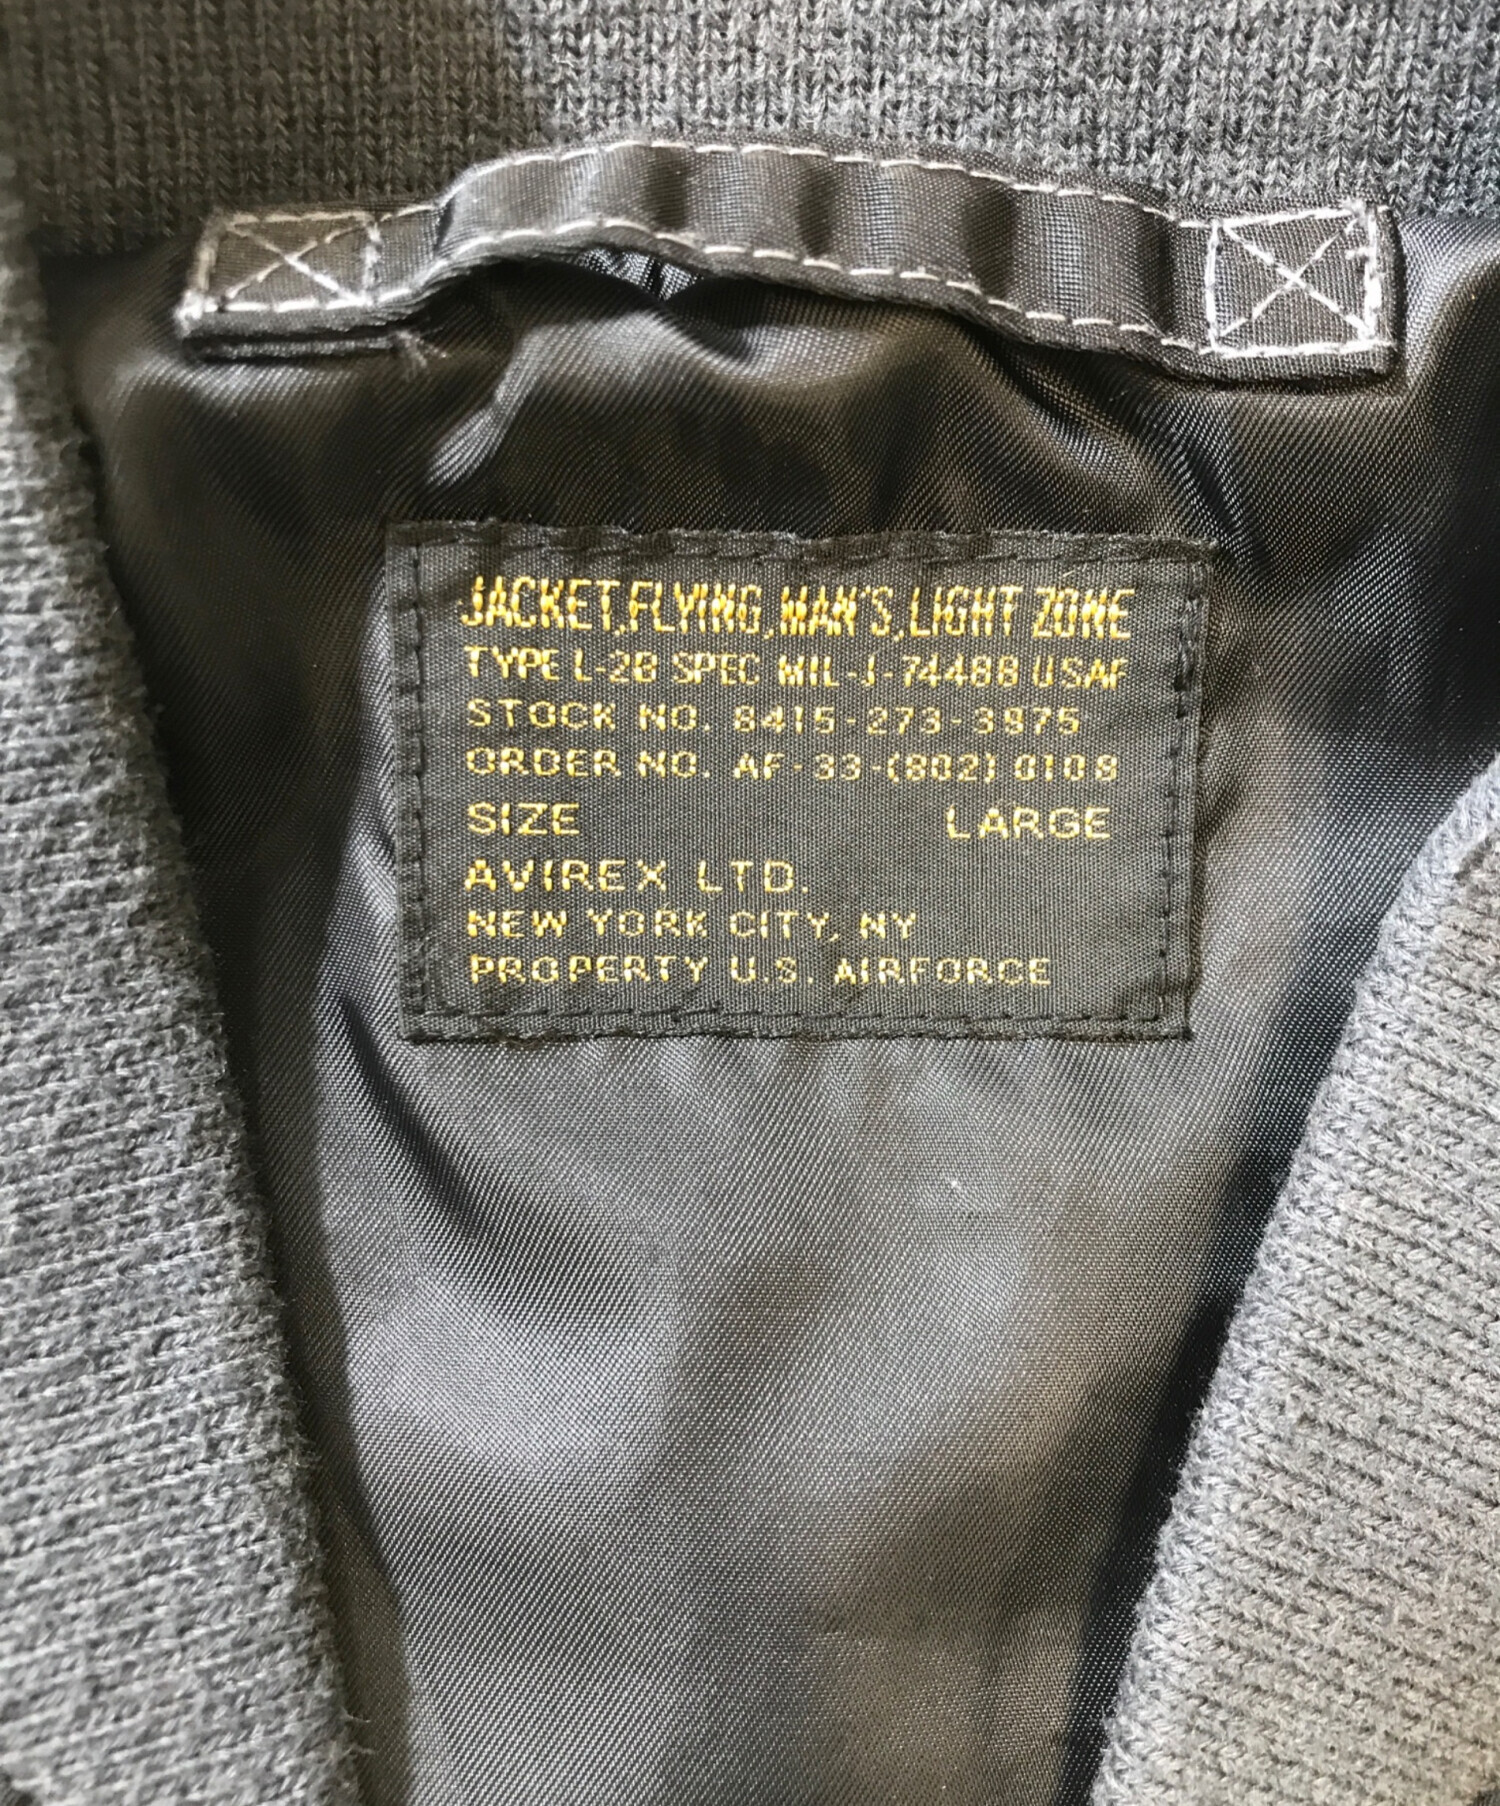 JACKET,FLYING,MAN'S,LIGHT ZONE
TYPE L-2B SPEC MIL-J-74488 USAF
STOCK NO. 8415-273-3975
ORDER NO. AF-33-(802) 0108
SIZE LARGE
AVIREX LTD.
NEW YORK CITY, NY
PROPERTY U.S. AIRFORCE